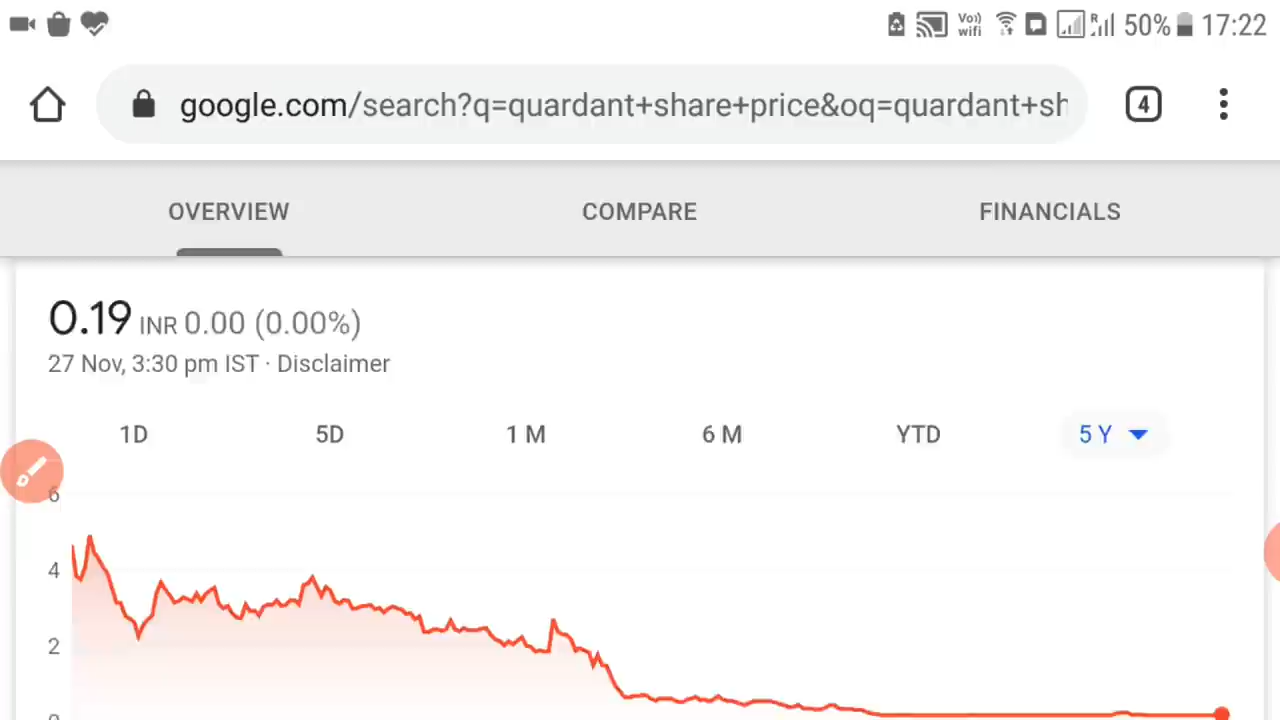 Vo)) wifi R 50% 17:22
google.com/search?q=quardant+share+price&oq=quardant+sh
4
OVERVIEW COMPARE FINANCIALS
0.19 INR 0.00 (0.00%)
27 Nov, 3:30 pm IST · Disclaimer
1D 5D 1 M 6 M YTD 5 Y
6
4
2
0